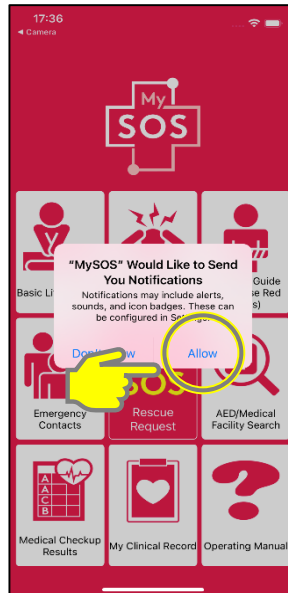 17:36
◀ Camera
My
SOS
"MySOS" Would Like to Send
You Notifications
Notifications may include alerts,
sounds, and icon badges. These can
be configured in
Allow
Basic
Guide
Red
Emergency
Contacts
SOS
Rescue
Request
AED/Medical
Facility Search
A
A
C
B
Medical Checkup
Results
My Clinical Record
Operating Manual